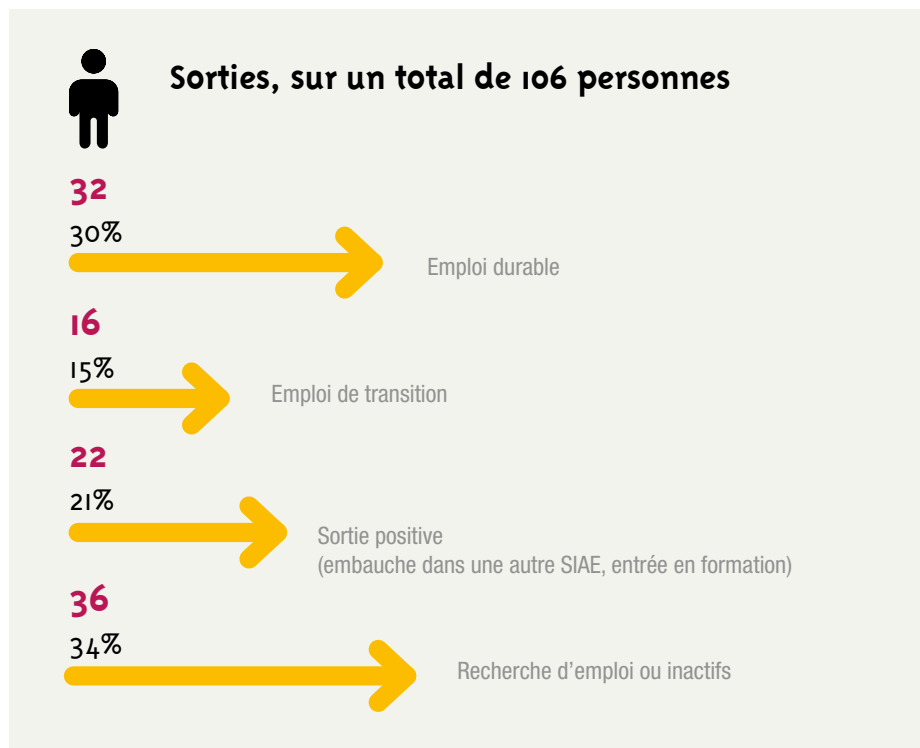 Sorties, sur un total de 106 personnes
32
30%
Emploi durable
16
15%
Emploi de transition
22
21%
Sortie positive
(embauche dans une autre SIAE, entrée en formation)
36
34%
Recherche d’emploi ou inactifs